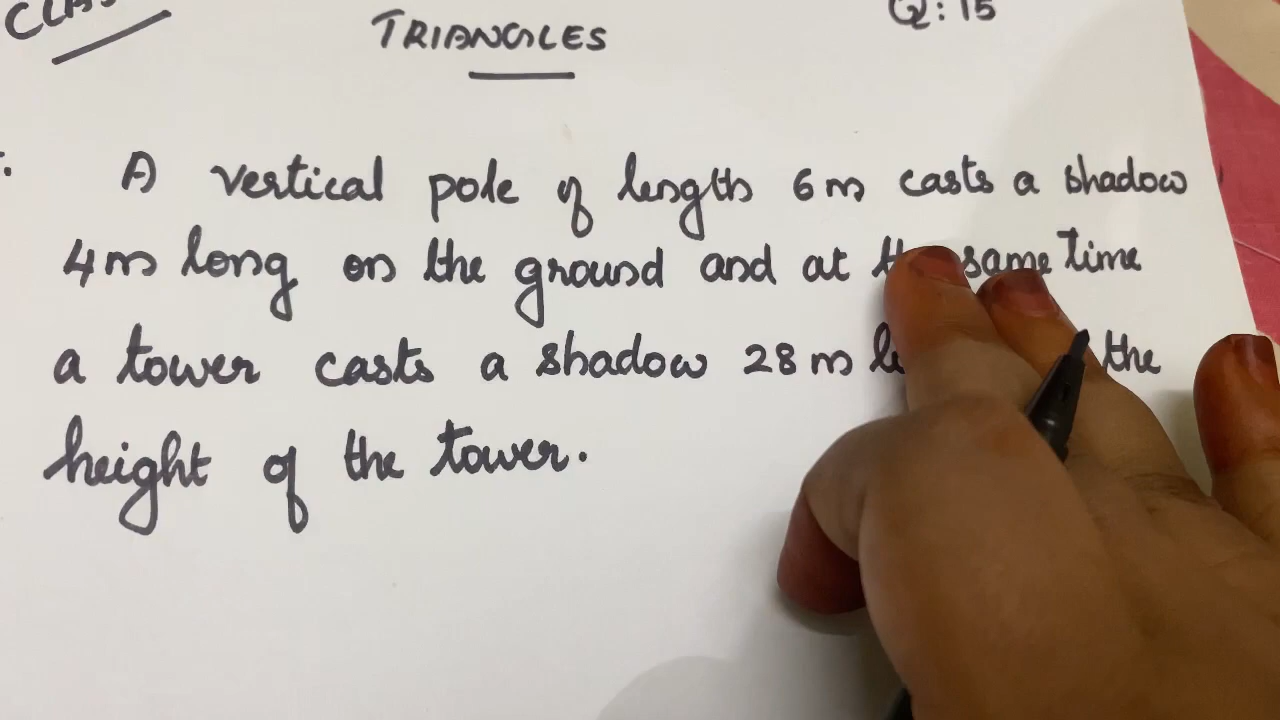 TRIANGLES
Q: 15
A vertical pole of length 6m casts a shadow
4m long on the ground and at same time
a tower casts a shadow 28m the
height of the tower.